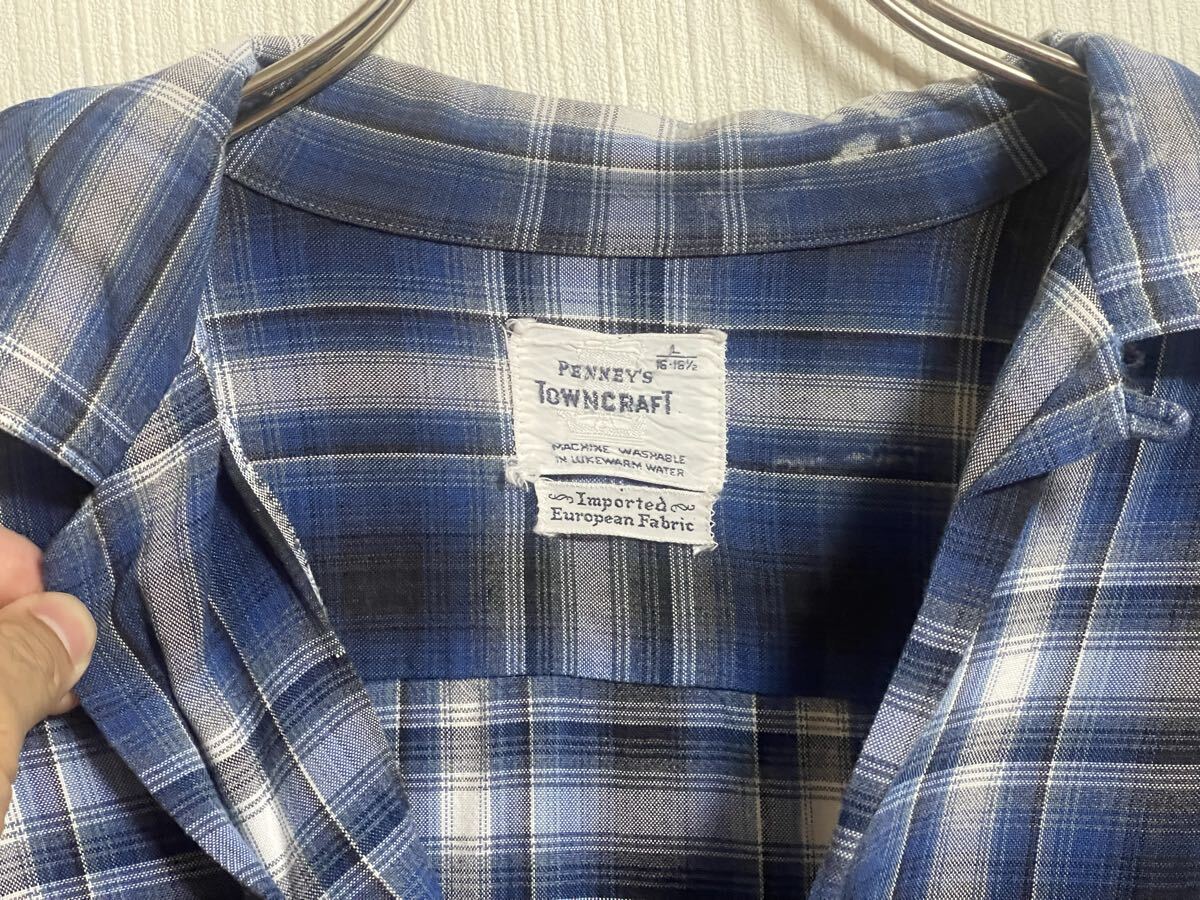 L
16-16½
PENNEY'S
TOWNCRAFT
MACHINE WASHABLE
IN LUKEWARM WATER
Imported
European Fabric